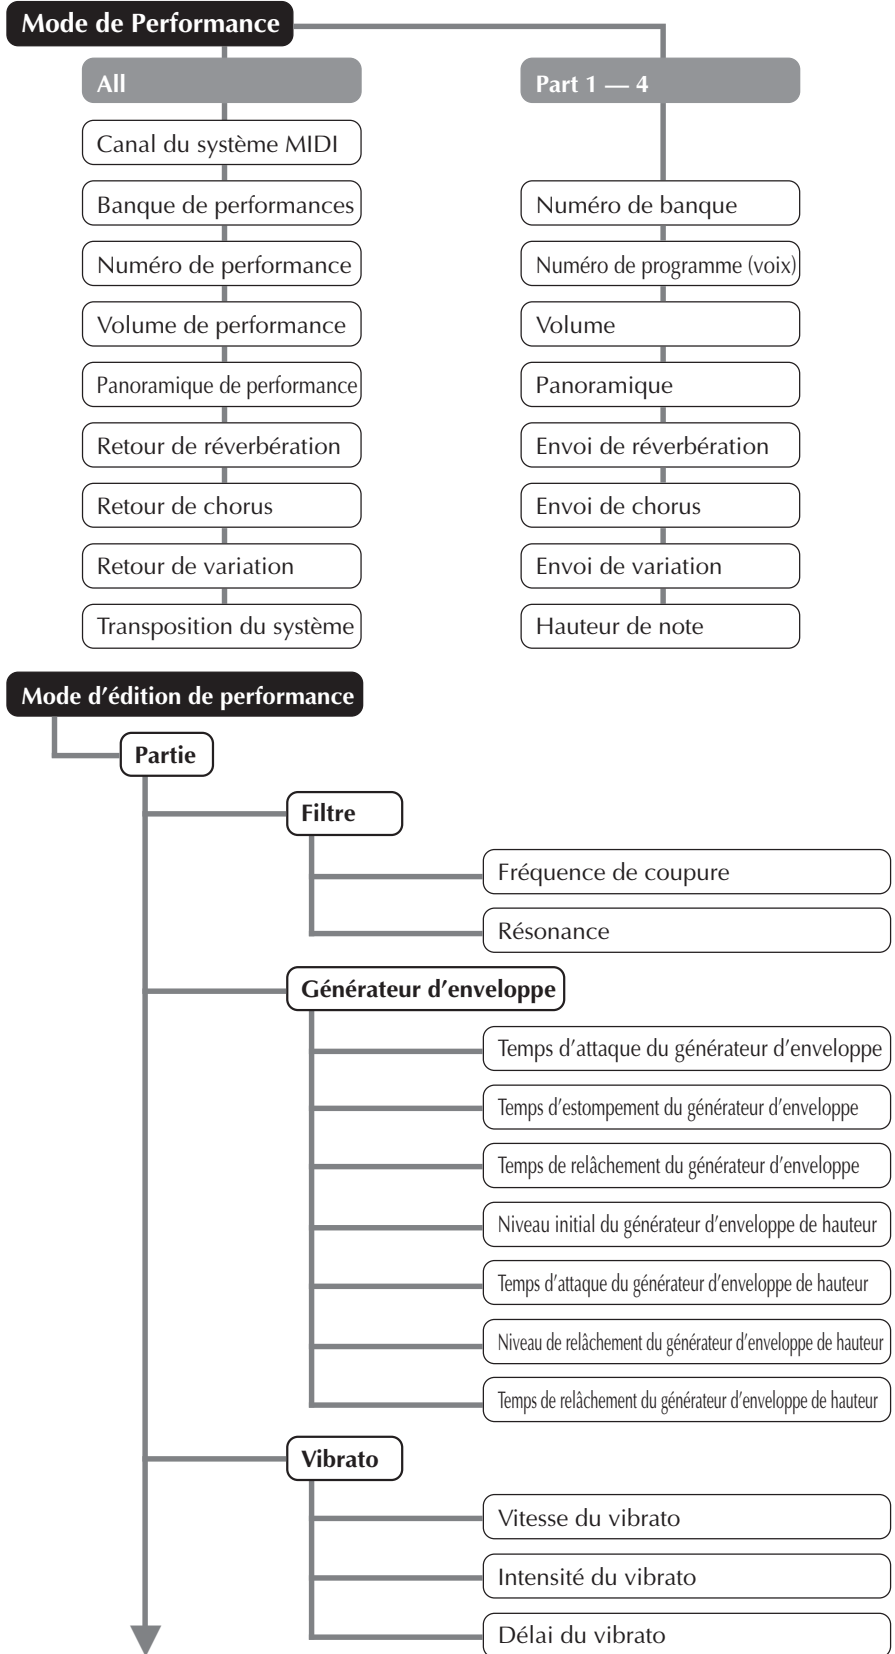 Mode de Performance
All
Canal du système MIDI
Banque de performances
Numéro de performance
Volume de performance
Panoramique de performance
Retour de réverbération
Retour de chorus
Retour de variation
Transposition du système
Part 1 — 4
Numéro de banque
Numéro de programme (voix)
Volume
Panoramique
Envoi de réverbération
Envoi de chorus
Envoi de variation
Hauteur de note
Mode d’édition de performance
Partie
Filtre
Fréquence de coupure
Résonance
Générateur d’enveloppe
Temps d’attaque du générateur d’enveloppe
Temps d’estompement du générateur d’enveloppe
Temps de relâchement du générateur d’enveloppe
Niveau initial du générateur d’enveloppe de hauteur
Temps d’attaque du générateur d’enveloppe de hauteur
Niveau de relâchement du générateur d’enveloppe de hauteur
Temps de relâchement du générateur d’enveloppe de hauteur
Vibrato
Vitesse du vibrato
Intensité du vibrato
Délai du vibrato